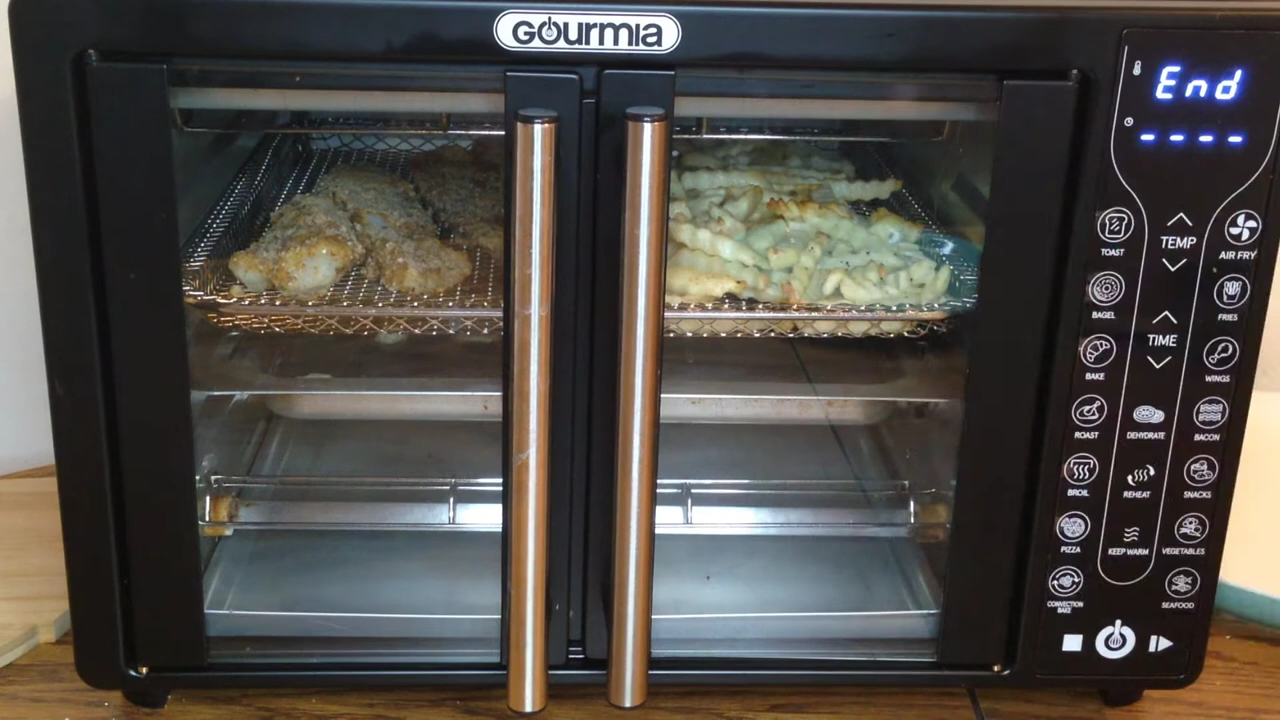 GOurmia
End
- - - -
TEMP
TIME
TOAST
BAGEL
BAKE
ROAST
BROIL
PIZZA
CONVECTION
BAKE
DEHYDRATE
REHEAT
KEEP WARM
AIR FRY
FRIES
WINGS
BACON
SNACKS
VEGETABLES
SEAFOOD